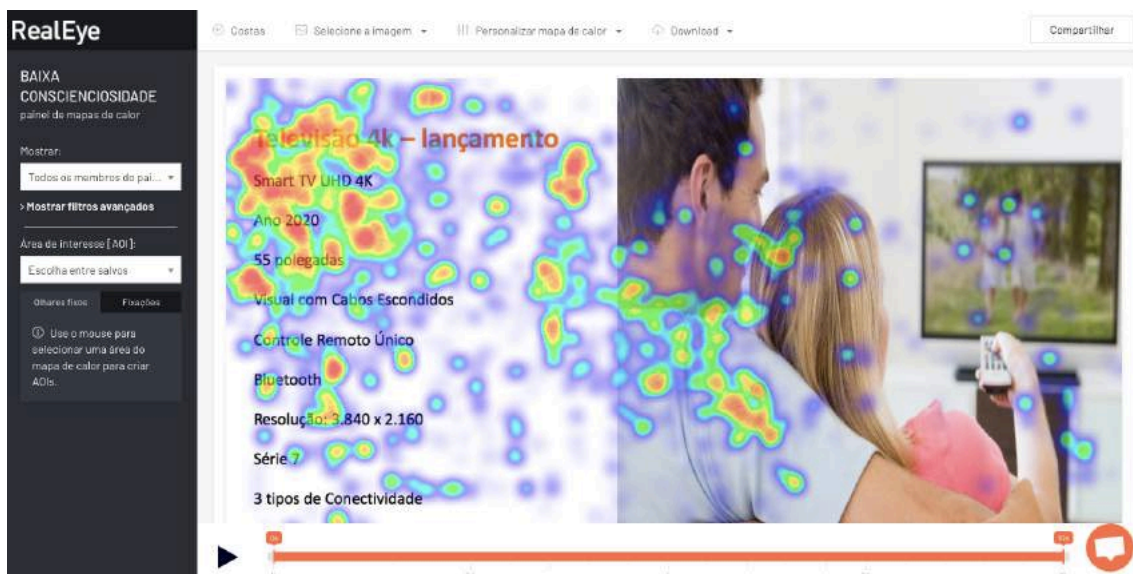 RealEye
Costas
Selecione a imagem
Personalizar mapa de calor
Download
Compartilhar
BAIXA
CONSCIENCIOSIDADE
painel de mapas de calor
Mostrar:
Todos os membros do pai...
> Mostrar filtros avançados
Área de interesse [AOI]:
Escolha entre salvos
Olhares fixos
Fixações
Use o mouse para
selecionar uma área do
mapa de calor para criar
AOIs.
Televisão 4k – lançamento
Smart TV UHD 4K
Ano 2020
55 polegadas
Visual com Cabos Escondidos
Controle Remoto Único
Bluetooth
Resolução: 3.840 x 2.160
Série 7
3 tipos de Conectividade